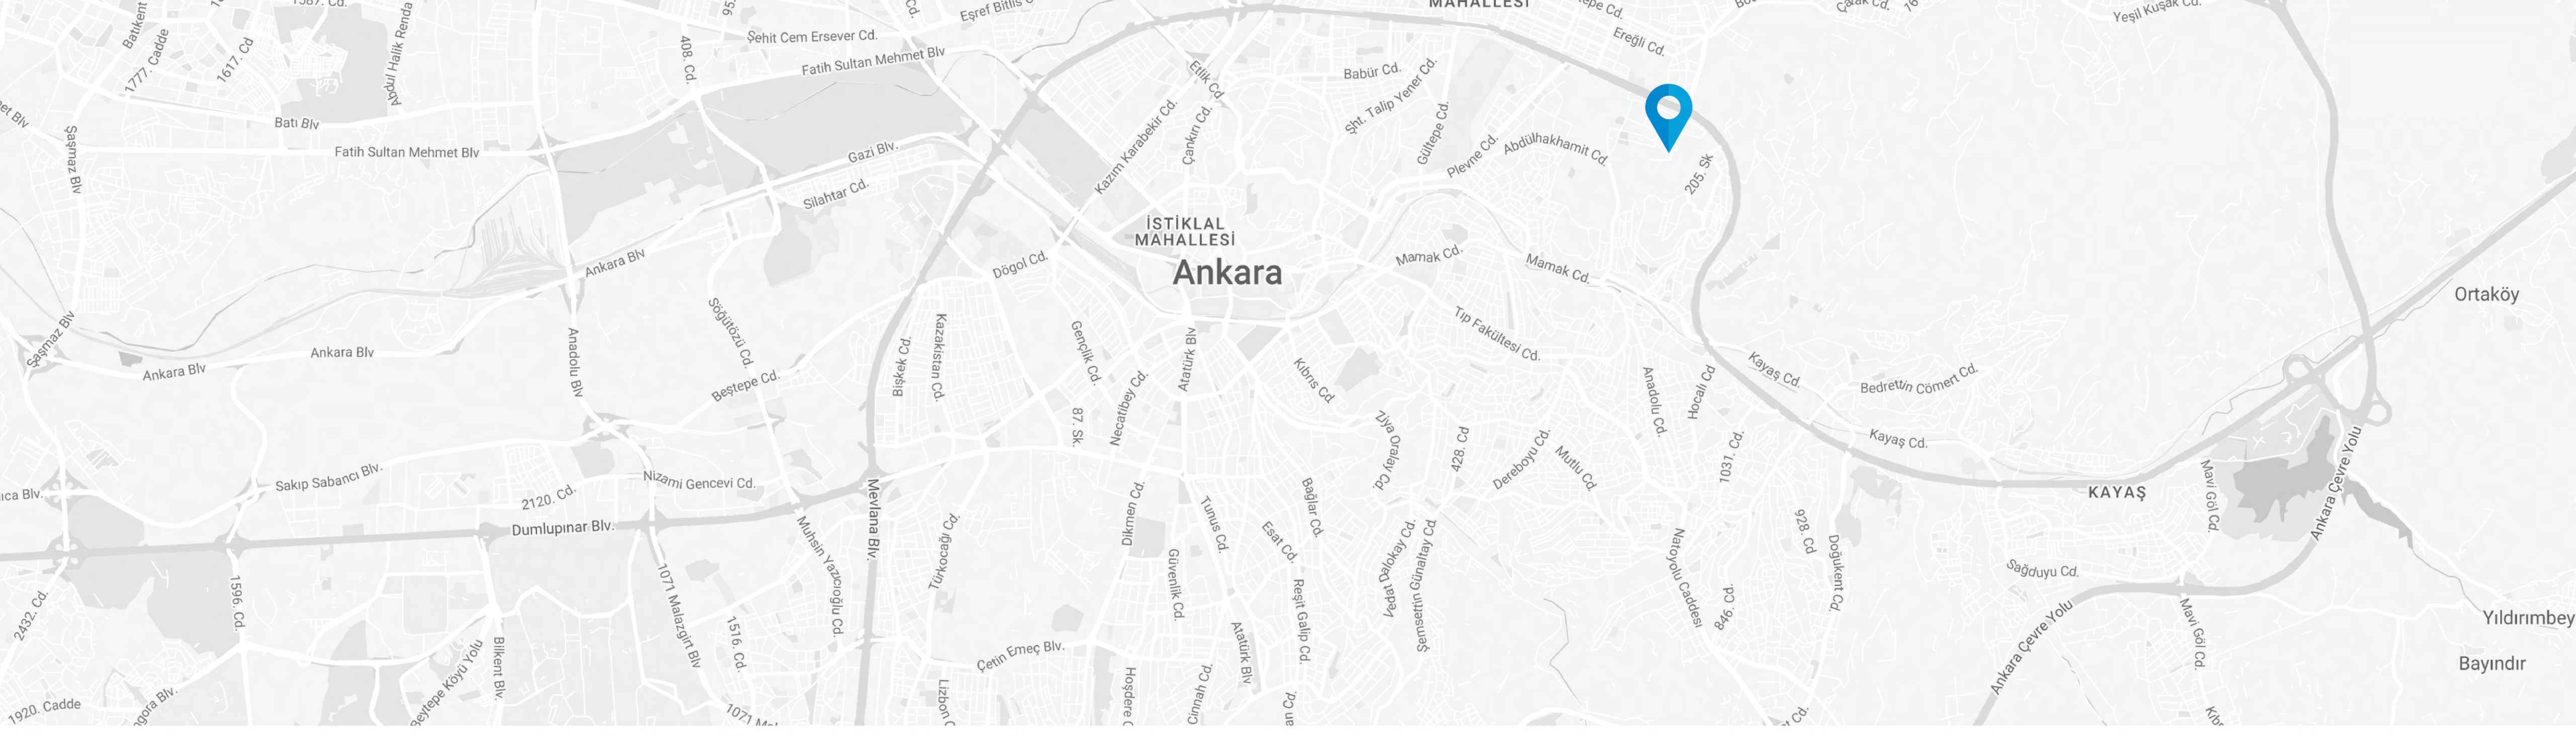 1587. Cd.
MAHALLESİ
Eşref Bitlis
Çatak Cd.
Yeşil Kuşak Cd.
Batıkent
1777. Cadde
1617. Cd
Abdul Halik Renda
408. Cd.
Şehit Cem Ersever Cd.
Fatih Sultan Mehmet Blv
Etlik Cd
Babür Cd.
Şht. Talip Yener Cd.
Ereğli Cd.
Batı Blv
Fatih Sultan Mehmet Blv
Şaşmaz Blv
Gazi Blv.
Silahtar Cd.
Kazım Karabekir Cd.
Çankırı Cd.
Gültepe Cd.
Plevne Cd.
Abdülhakhamit Cd.
205. Sk
İSTİKLAL
MAHALLESİ
Ankara
Ankara Blv
Dögol Cd.
Mamak Cd.
Mamak Cd.
Ortaköy
Söğütözü Cd.
Şaşmaz Blv
Ankara Blv
Ankara Blv
Anadolu Blv
Beştepe Cd.
Bişkek Cd.
Kazakistan Cd.
Gençlik Cd.
Necatibey Cd.
Atatürk Blv
Kıbrıs Cd
Tıp Fakültesi Cd.
Anadolu Cd.
Hocalı Cd
Kayaş Cd.
Bedrettin Cömert Cd.
87. Sk.
Ziya Oralay Cd.
428. Cd
Dereboyu Cd.
Mutlu Cd
1031. Cd.
Kayaş Cd.
Ankara Çevre Yolu
Sakıp Sabancı Blv.
2120. Cd.
Nizami Gencevi Cd.
Dumlupınar Blv.
Mevlana Blv.
KAYAŞ
Mavi Göl Cd.
Muhsin Yazıcıoğlu Cd.
Türkocağı Cd.
Dikmen Cd.
Güvenlik Cd.
Tunus Cd.
Esat Cd.
Bağlar Cd.
Reşit Galip Cd.
Vedat Dalokay Cd.
Şemsettin Günaltay Cd.
Natoyolu Caddesi
846. Cd.
928. Cd
Doğukent Cd.
Sağduyu Cd.
2432. Cd.
1596. Cd.
1071 Malazgirt Blv
1516. Cd.
Bilkent Blv.
Beytepe Köyü Yolu
Çetin Emeç Blv.
Atatürk Blv
Ankara Çevre Yolu
Mavi Göl Cd.
Yıldırımbey
Bayındır
1920. Cadde
Lizbon
Hoşdere
Cinnah Cd.